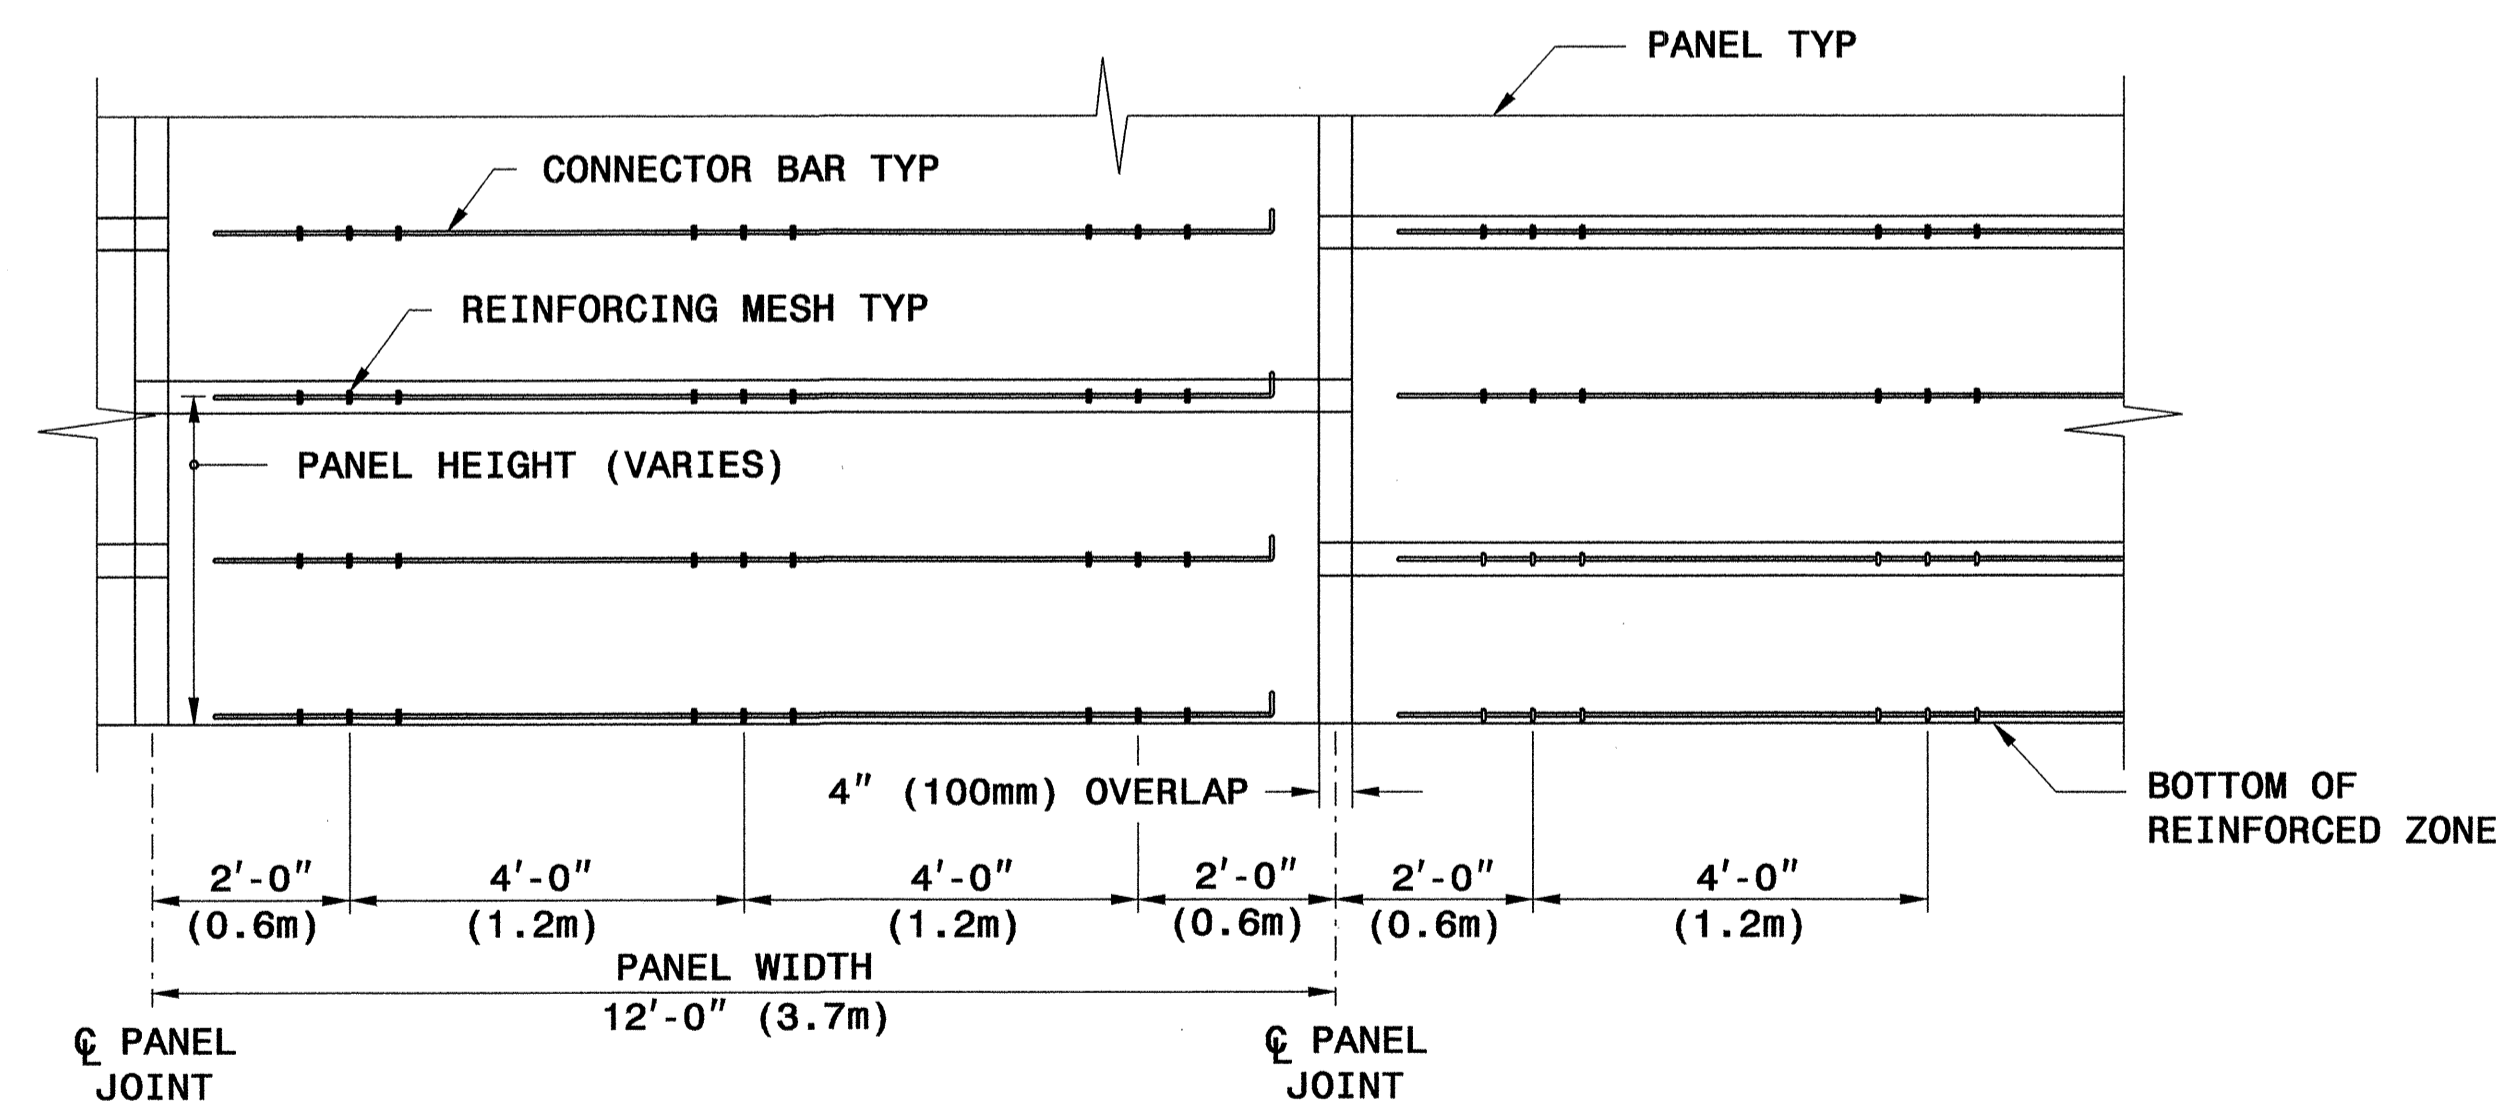 PANEL TYP
CONNECTOR BAR TYP
REINFORCING MESH TYP
PANEL HEIGHT (VARIES)
4" (100mm) OVERLAP
BOTTOM OF
REINFORCED ZONE
2'-0" 4'-0" 4'-0" 2'-0" 2'-0" 4'-0"
(0.6m) (1.2m) (1.2m) (0.6m) (0.6m) (1.2m)
PANEL WIDTH
12'-0" (3.7m)
℄ PANEL
JOINT
℄ PANEL
JOINT